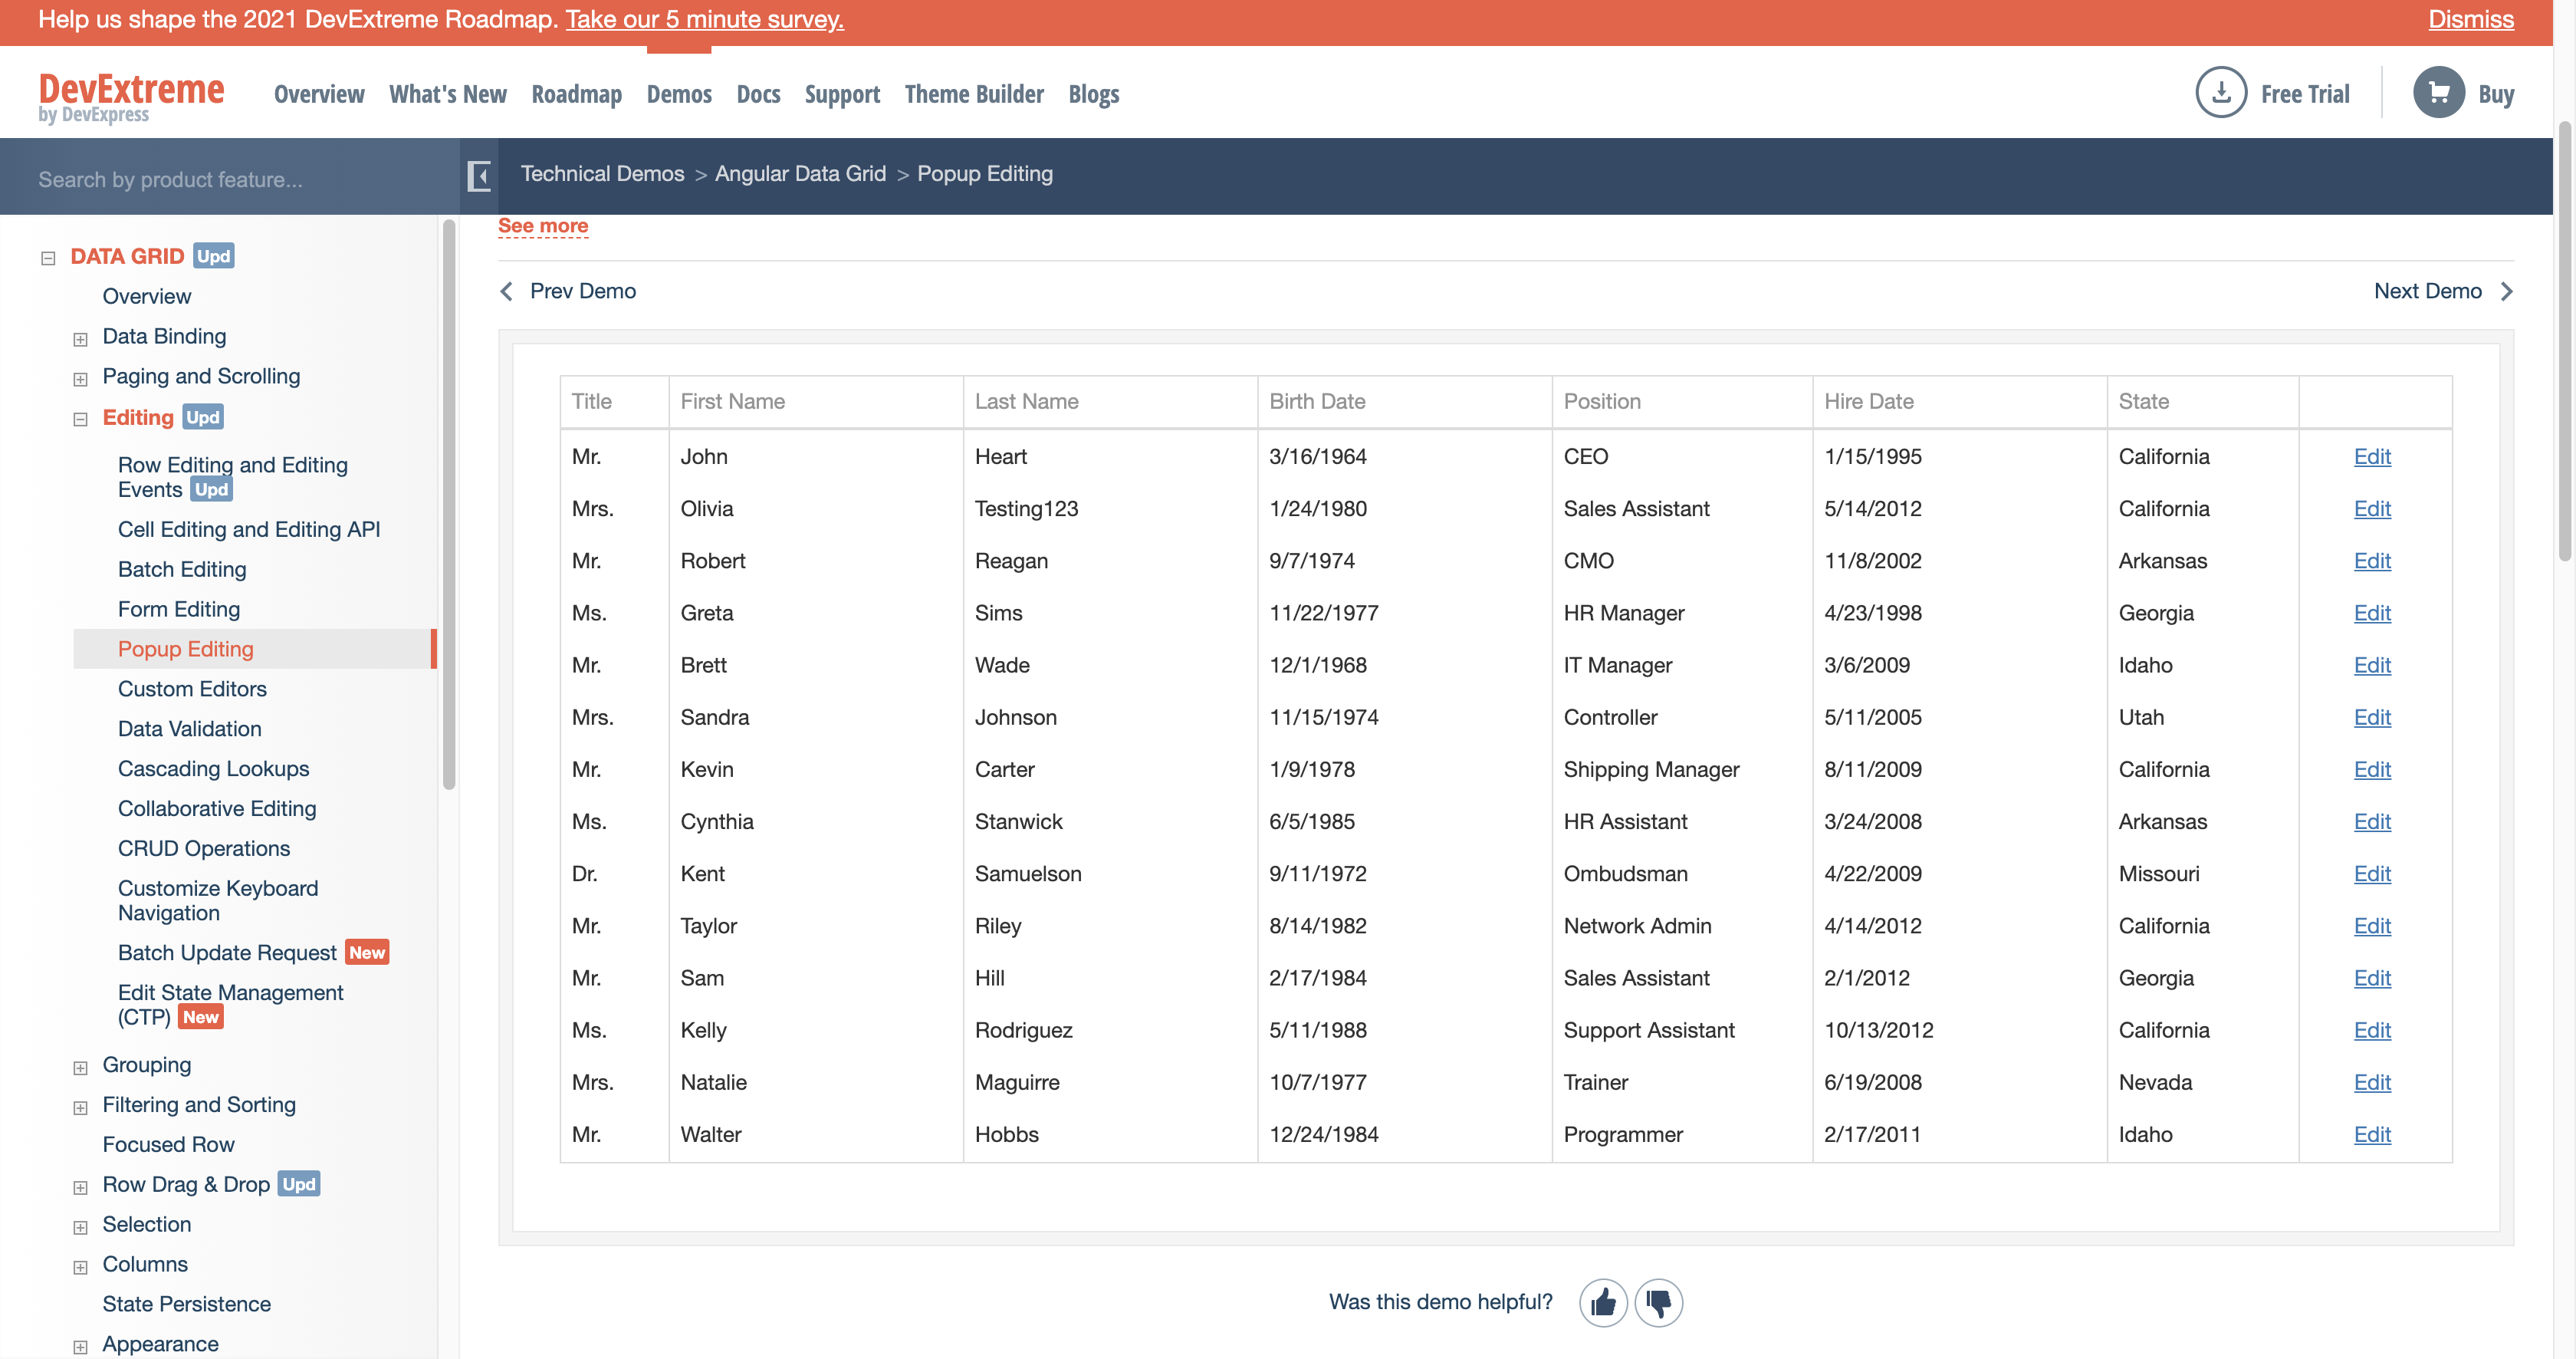 Help us shape the 2021 DevExtreme Roadmap. Take our 5 minute survey.
Dismiss
DevExtreme
by DevExpress
Overview What's New Roadmap Demos Docs Support Theme Builder Blogs
Free Trial
Buy
Search by product feature...
Technical Demos > Angular Data Grid > Popup Editing
DATA GRID Upd
Overview
Data Binding
Paging and Scrolling
Editing Upd
Row Editing and Editing
Events Upd
Cell Editing and Editing API
Batch Editing
Form Editing
Popup Editing
Custom Editors
Data Validation
Cascading Lookups
Collaborative Editing
CRUD Operations
Customize Keyboard
Navigation
Batch Update Request New
Edit State Management
(CTP) New
Grouping
Filtering and Sorting
Focused Row
Row Drag & Drop Upd
Selection
Columns
State Persistence
Appearance
See more
Prev Demo
Next Demo
Title First Name Last Name Birth Date Position Hire Date State
Mr. John Heart 3/16/1964 CEO 1/15/1995 California Edit
Mrs. Olivia Testing123 1/24/1980 Sales Assistant 5/14/2012 California Edit
Mr. Robert Reagan 9/7/1974 CMO 11/8/2002 Arkansas Edit
Ms. Greta Sims 11/22/1977 HR Manager 4/23/1998 Georgia Edit
Mr. Brett Wade 12/1/1968 IT Manager 3/6/2009 Idaho Edit
Mrs. Sandra Johnson 11/15/1974 Controller 5/11/2005 Utah Edit
Mr. Kevin Carter 1/9/1978 Shipping Manager 8/11/2009 California Edit
Ms. Cynthia Stanwick 6/5/1985 HR Assistant 3/24/2008 Arkansas Edit
Dr. Kent Samuelson 9/11/1972 Ombudsman 4/22/2009 Missouri Edit
Mr. Taylor Riley 8/14/1982 Network Admin 4/14/2012 California Edit
Mr. Sam Hill 2/17/1984 Sales Assistant 2/1/2012 Georgia Edit
Ms. Kelly Rodriguez 5/11/1988 Support Assistant 10/13/2012 California Edit
Mrs. Natalie Maguirre 10/7/1977 Trainer 6/19/2008 Nevada Edit
Mr. Walter Hobbs 12/24/1984 Programmer 2/17/2011 Idaho Edit
Was this demo helpful?